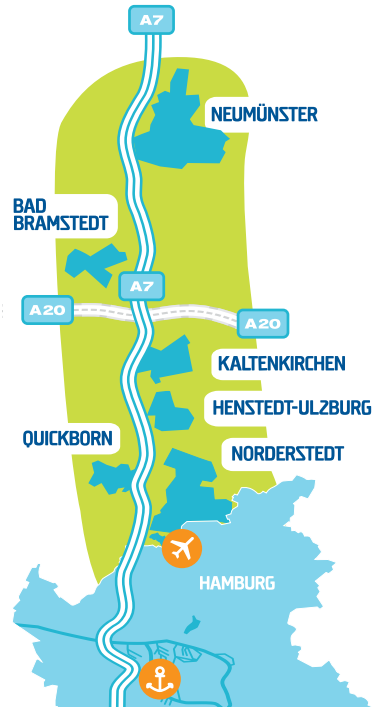 A7
NEUMÜNSTER
BAD
BRAMSTEDT
A7
A20
A20
KALTENKIRCHEN
HENSTEDT-ULZBURG
QUICKBORN
NORDERSTEDT
HAMBURG